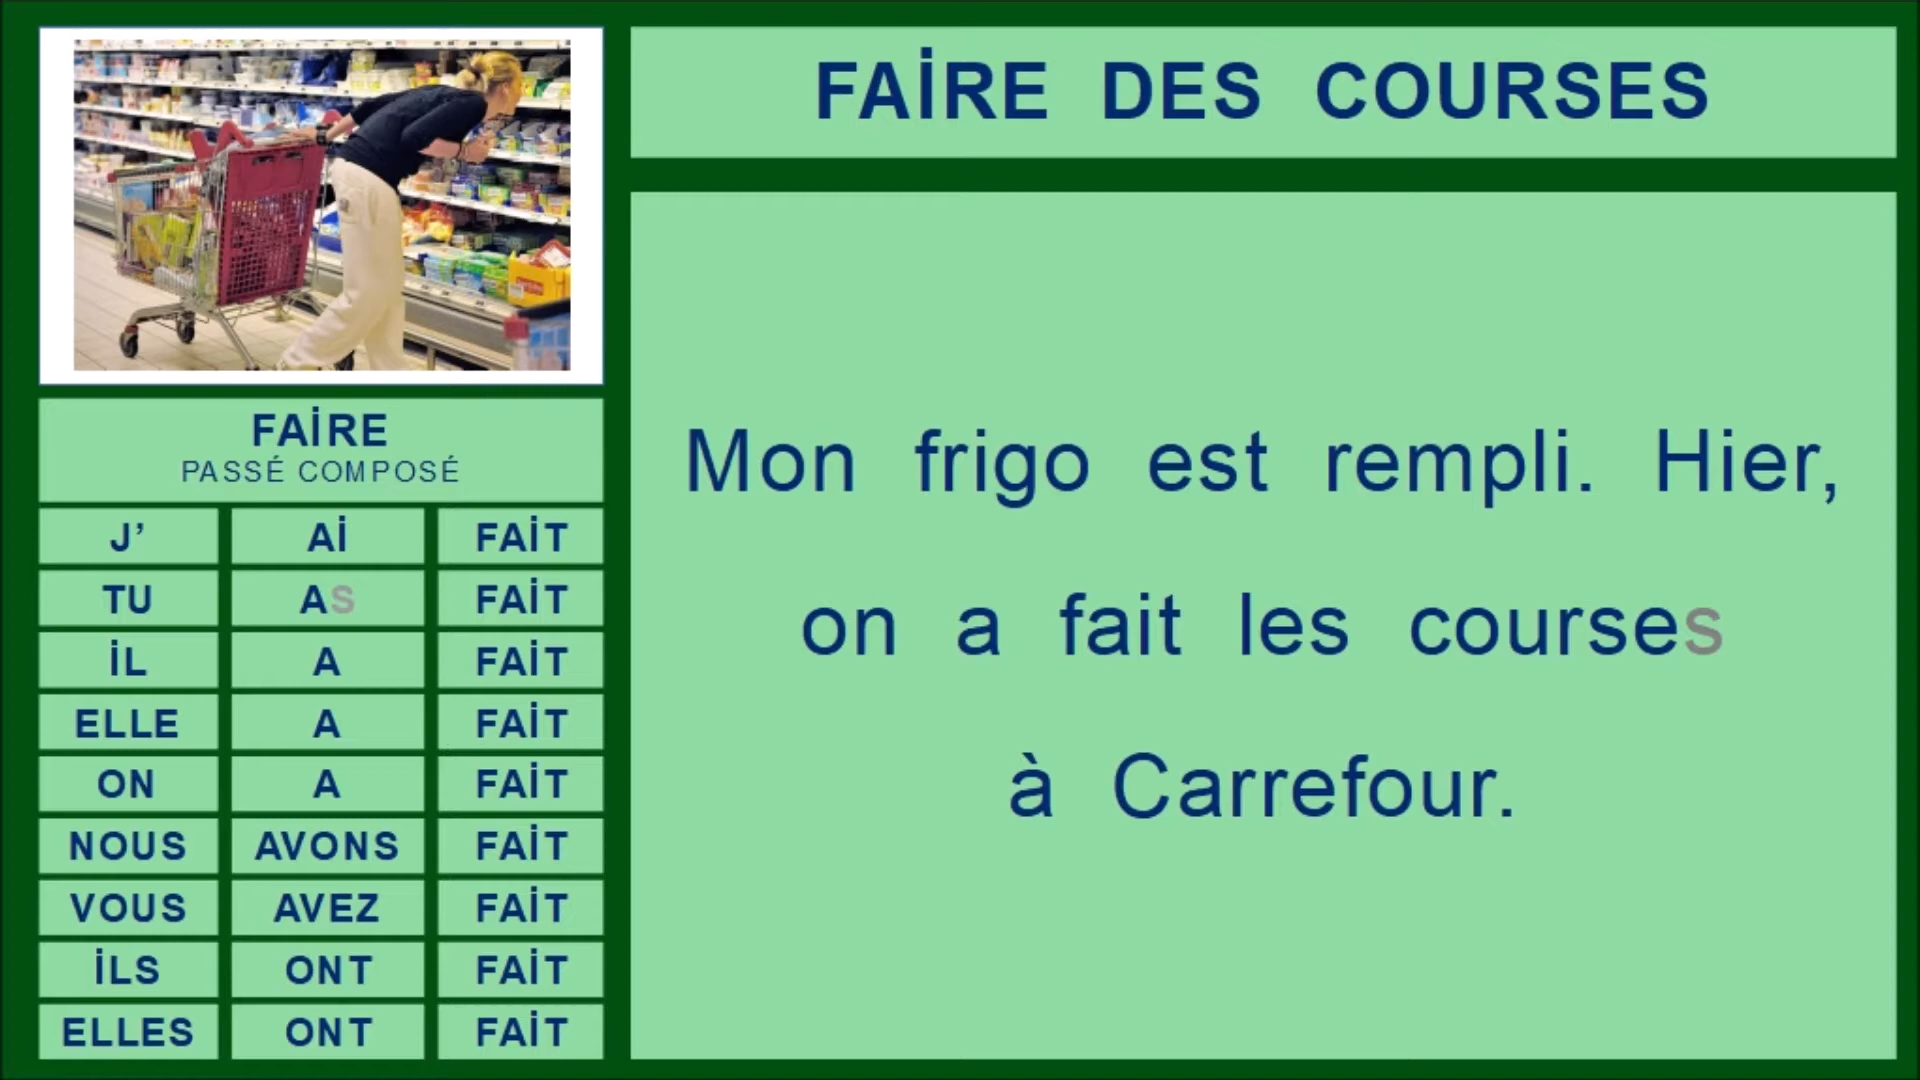 FAİRE DES COURSES
Mon frigo est rempli. Hier,
on a fait les courses
à Carrefour.
FAİRE
PASSÉ COMPOSÉ
J’ Aİ FAİT
TU AS FAİT
İL A FAİT
ELLE A FAİT
ON A FAİT
NOUS AVONS FAİT
VOUS AVEZ FAİT
İLS ONT FAİT
ELLES ONT FAİT